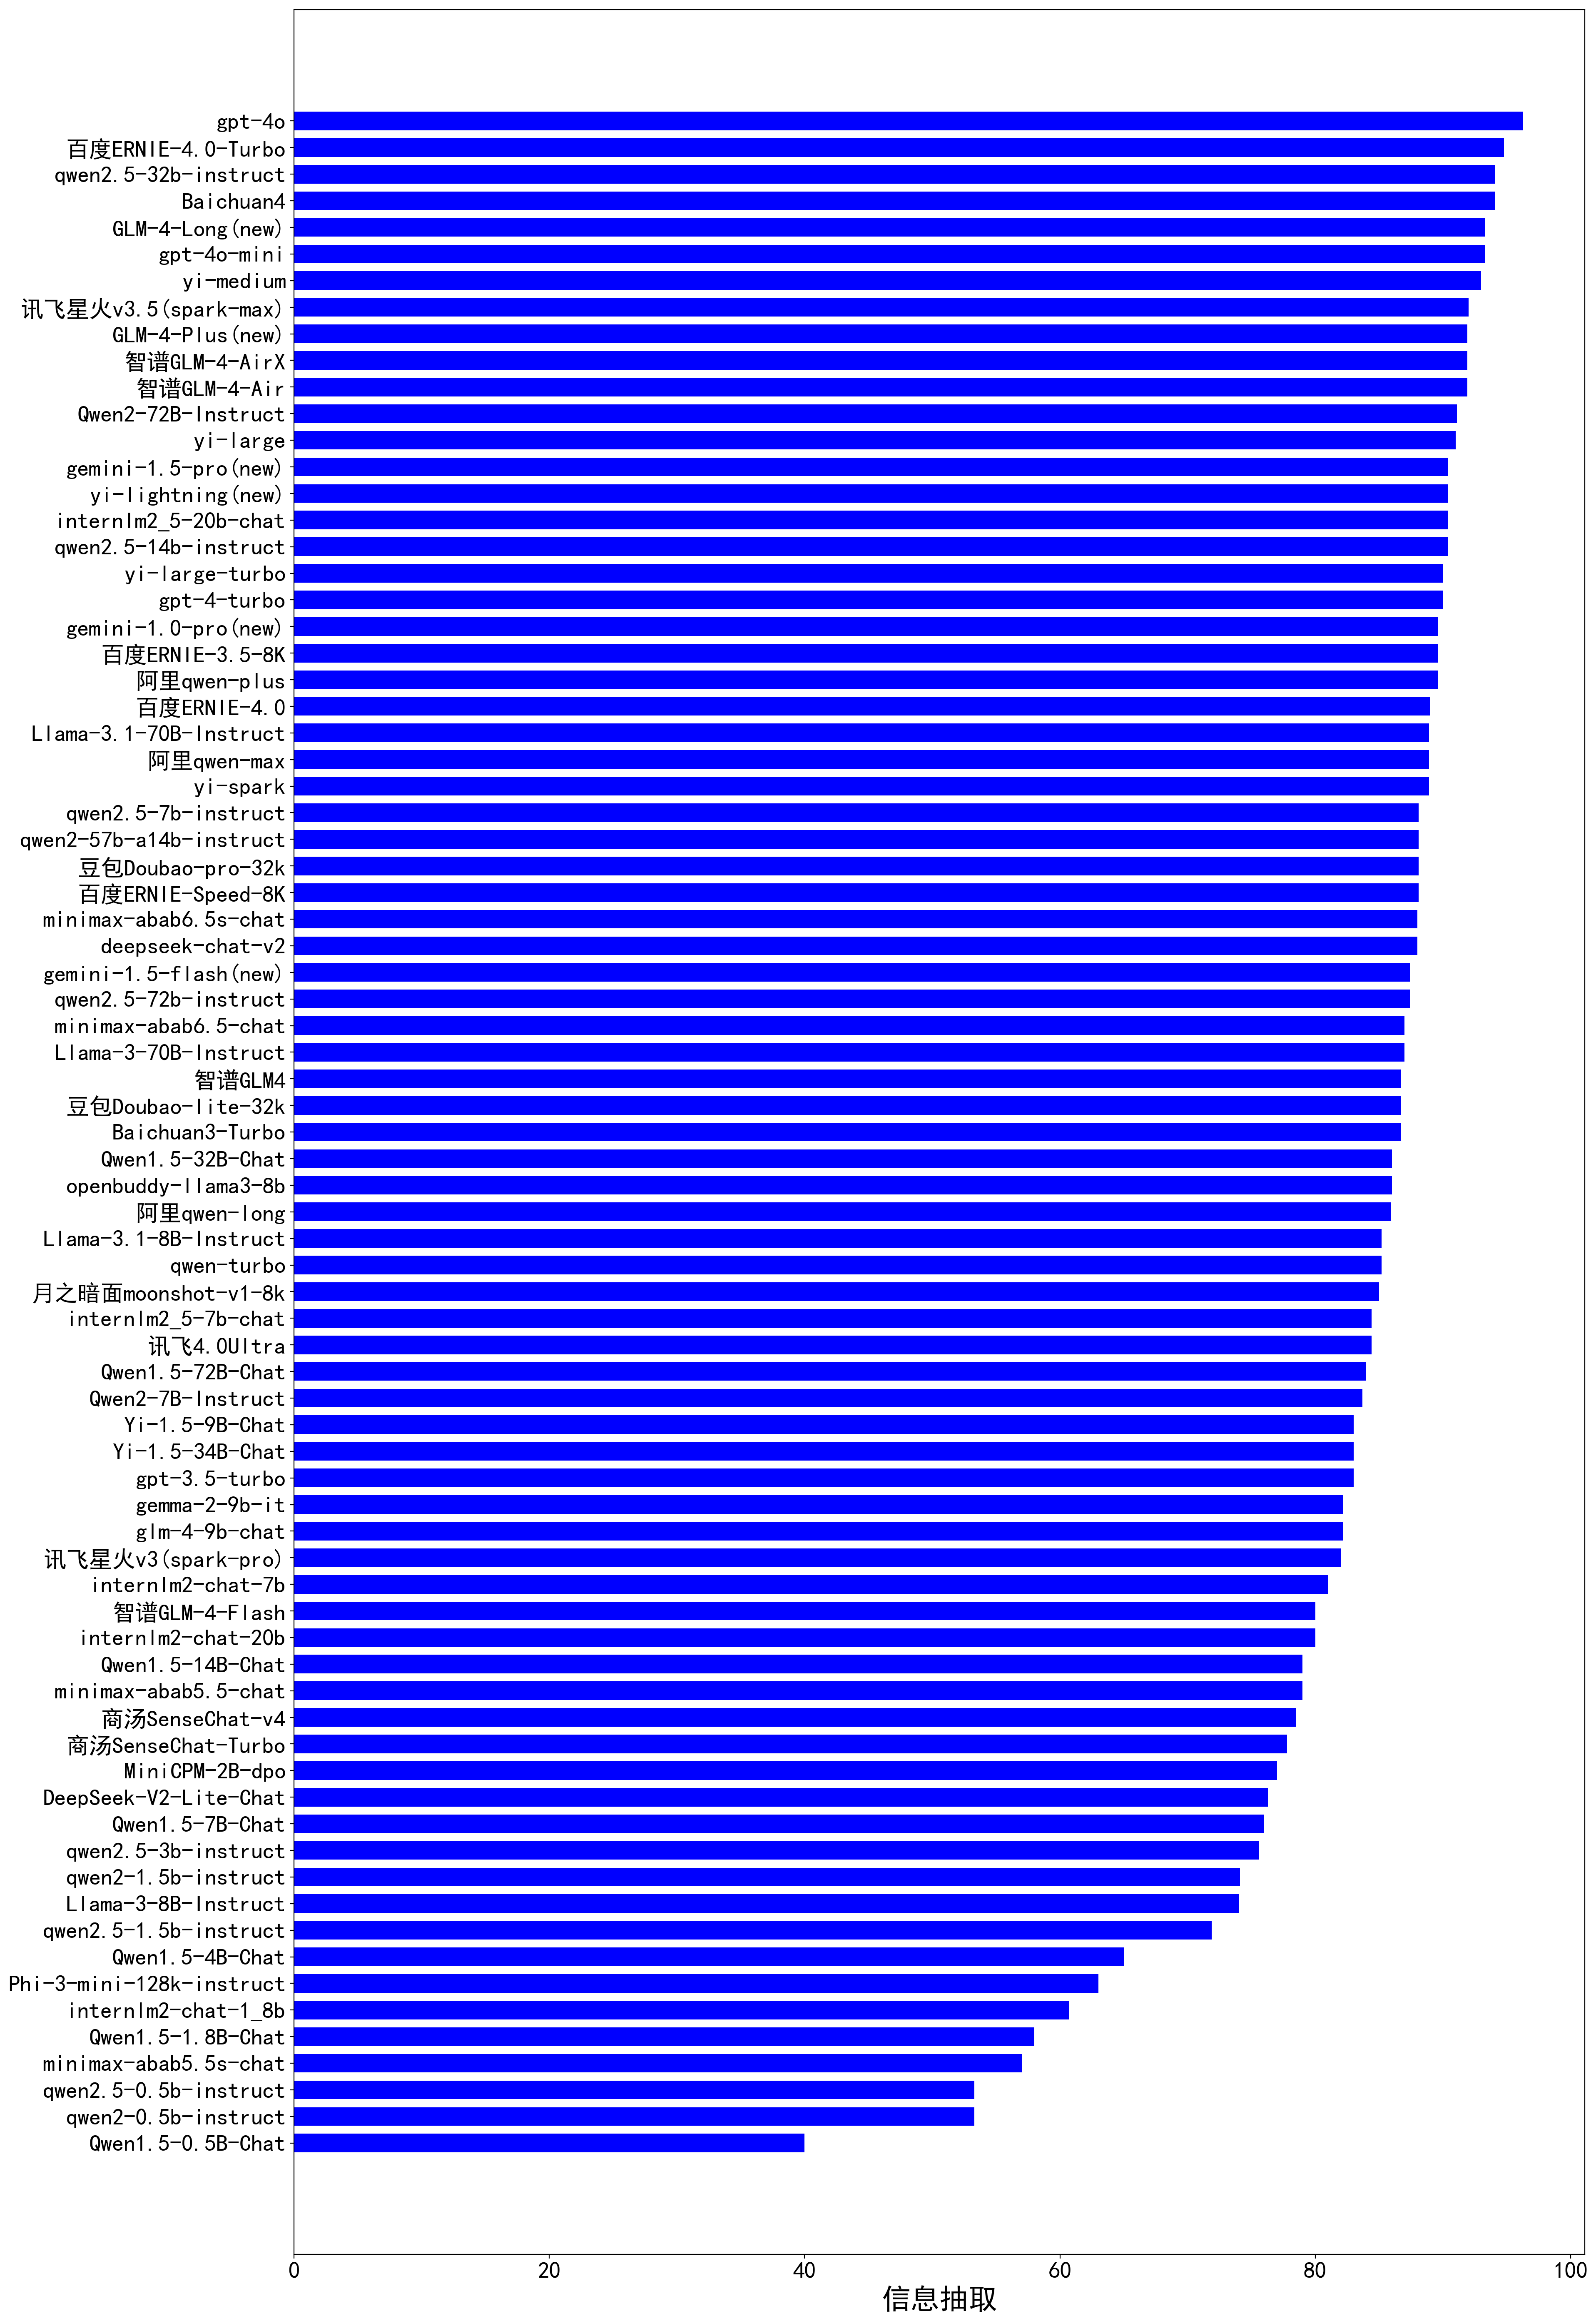 gpt-4o
百度ERNIE-4.0-Turbo
qwen2.5-32b-instruct
Baichuan4
GLM-4-Long(new)
gpt-4o-mini
yi-medium
讯飞星火v3.5(spark-max)
GLM-4-Plus(new)
智谱GLM-4-AirX
智谱GLM-4-Air
Qwen2-72B-Instruct
yi-large
gemini-1.5-pro(new)
yi-lightning(new)
internlm2_5-20b-chat
qwen2.5-14b-instruct
yi-large-turbo
gpt-4-turbo
gemini-1.0-pro(new)
百度ERNIE-3.5-8K
阿里qwen-plus
百度ERNIE-4.0
Llama-3.1-70B-Instruct
阿里qwen-max
yi-spark
qwen2.5-7b-instruct
qwen2-57b-a14b-instruct
豆包Doubao-pro-32k
百度ERNIE-Speed-8K
minimax-abab6.5s-chat
deepseek-chat-v2
gemini-1.5-flash(new)
qwen2.5-72b-instruct
minimax-abab6.5-chat
Llama-3-70B-Instruct
智谱GLM4
豆包Doubao-lite-32k
Baichuan3-Turbo
Qwen1.5-32B-Chat
openbuddy-llama3-8b
阿里qwen-long
Llama-3.1-8B-Instruct
qwen-turbo
月之暗面moonshot-v1-8k
internlm2_5-7b-chat
讯飞4.0Ultra
Qwen1.5-72B-Chat
Qwen2-7B-Instruct
Yi-1.5-9B-Chat
Yi-1.5-34B-Chat
gpt-3.5-turbo
gemma-2-9b-it
glm-4-9b-chat
讯飞星火v3(spark-pro)
internlm2-chat-7b
智谱GLM-4-Flash
internlm2-chat-20b
Qwen1.5-14B-Chat
minimax-abab5.5-chat
商汤SenseChat-v4
商汤SenseChat-Turbo
MiniCPM-2B-dpo
DeepSeek-V2-Lite-Chat
Qwen1.5-7B-Chat
qwen2.5-3b-instruct
qwen2-1.5b-instruct
Llama-3-8B-Instruct
qwen2.5-1.5b-instruct
Qwen1.5-4B-Chat
Phi-3-mini-128k-instruct
internlm2-chat-1_8b
Qwen1.5-1.8B-Chat
minimax-abab5.5s-chat
qwen2.5-0.5b-instruct
qwen2-0.5b-instruct
Qwen1.5-0.5B-Chat
0 20 40 60 80 100
信息抽取